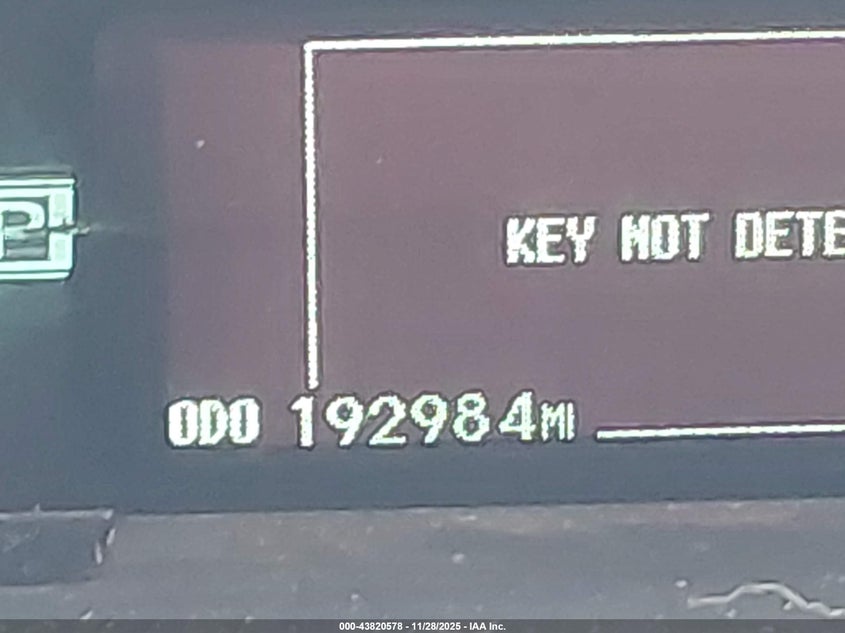 P
KEY NOT DETE
ODO 192984MI
000-43820578 - 11/28/2025 - IAA Inc.